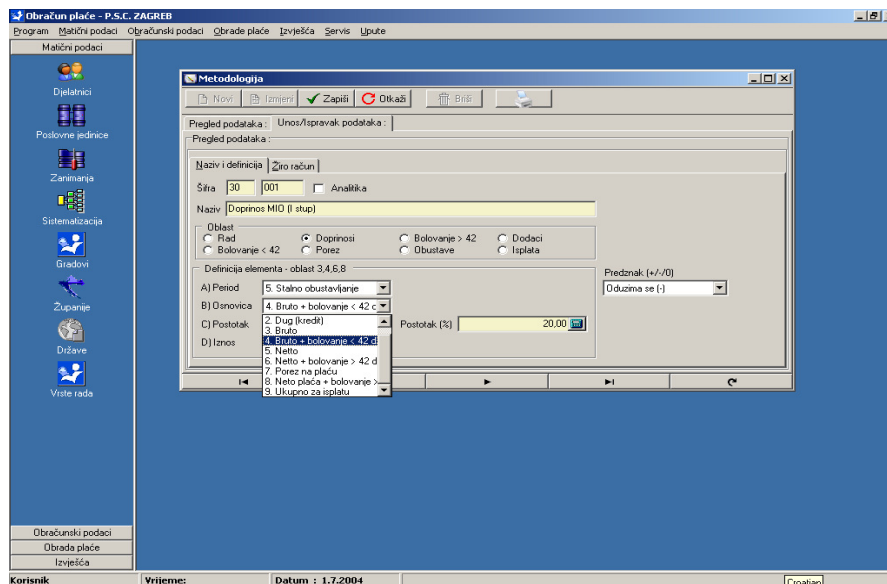 Obračun plaće - P.S.C. ZAGREB
Program Matični podaci Obračunski podaci Obrade plaće Izvješća Servis Upute
Matični podaci
Djelatnici
Poslovne jedinice
Zanimanja
Sistematizacija
Gradovi
Županije
Države
Vrste rada
Obračunski podaci
Obrada plaće
Izvješća
Metodologija
Novi Izmjeni Zapiši Otkaži Briši
Pregled podataka : Unos/Ispravak podataka :
Pregled podataka :
Naziv i definicija Žiro račun
Šifra 30 001 Analitika
Naziv Doprinos MIO (I stup)
Oblast
Rad Doprinosi Bolovanje > 42 Dodaci
Bolovanje < 42 Porez Obustave Isplata
Definicija elementa - oblast 3,4,6,8
Predznak (+/-/0)
A) Period 5. Stalno obustavljanje
Oduzima se (-)
B) Osnovica 4. Bruto + bolovanje < 42 d
C) Postotak Postotak (%) 20,00
D) Iznos
2. Dug (kredit)
3. Bruto
4. Bruto + bolovanje < 42 d
5. Netto
6. Netto + bolovanje > 42 d
7. Porez na plaću
8. Neto plaća + bolovanje >
9. Ukupno za isplatu
Korisnik Vrijeme: Datum : 1.7.2004
Croatian